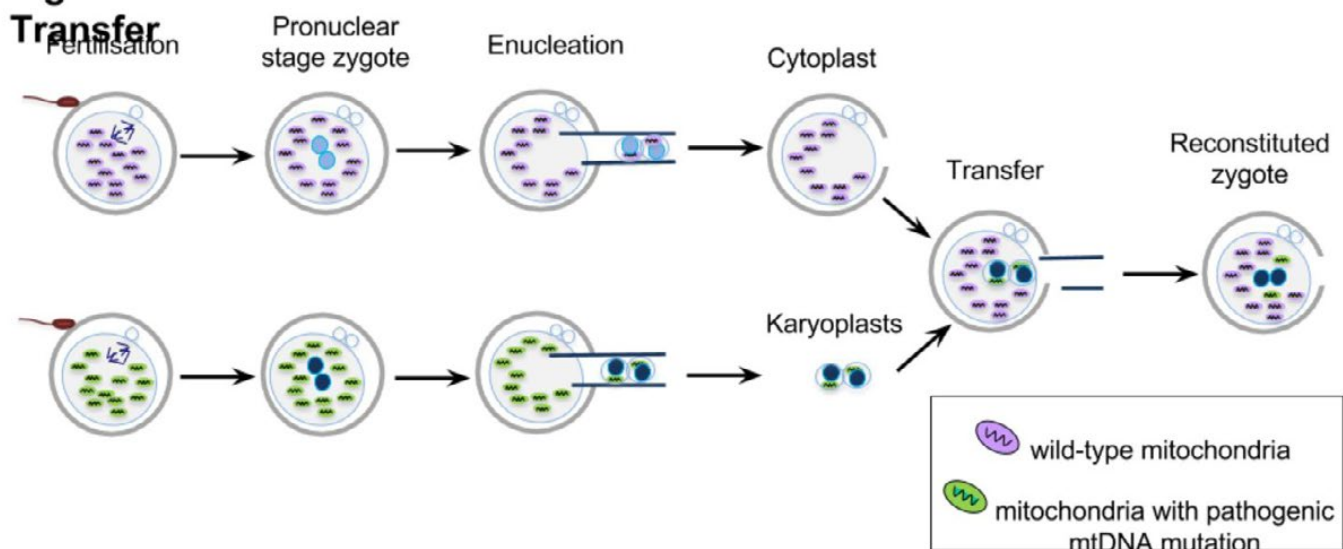 Transfer
Fertilisation
Pronuclear
stage zygote
Enucleation
Cytoplast
Transfer
Reconstituted
zygote
Karyoplasts
wild-type mitochondria
mitochondria with pathogenic
mtDNA mutation